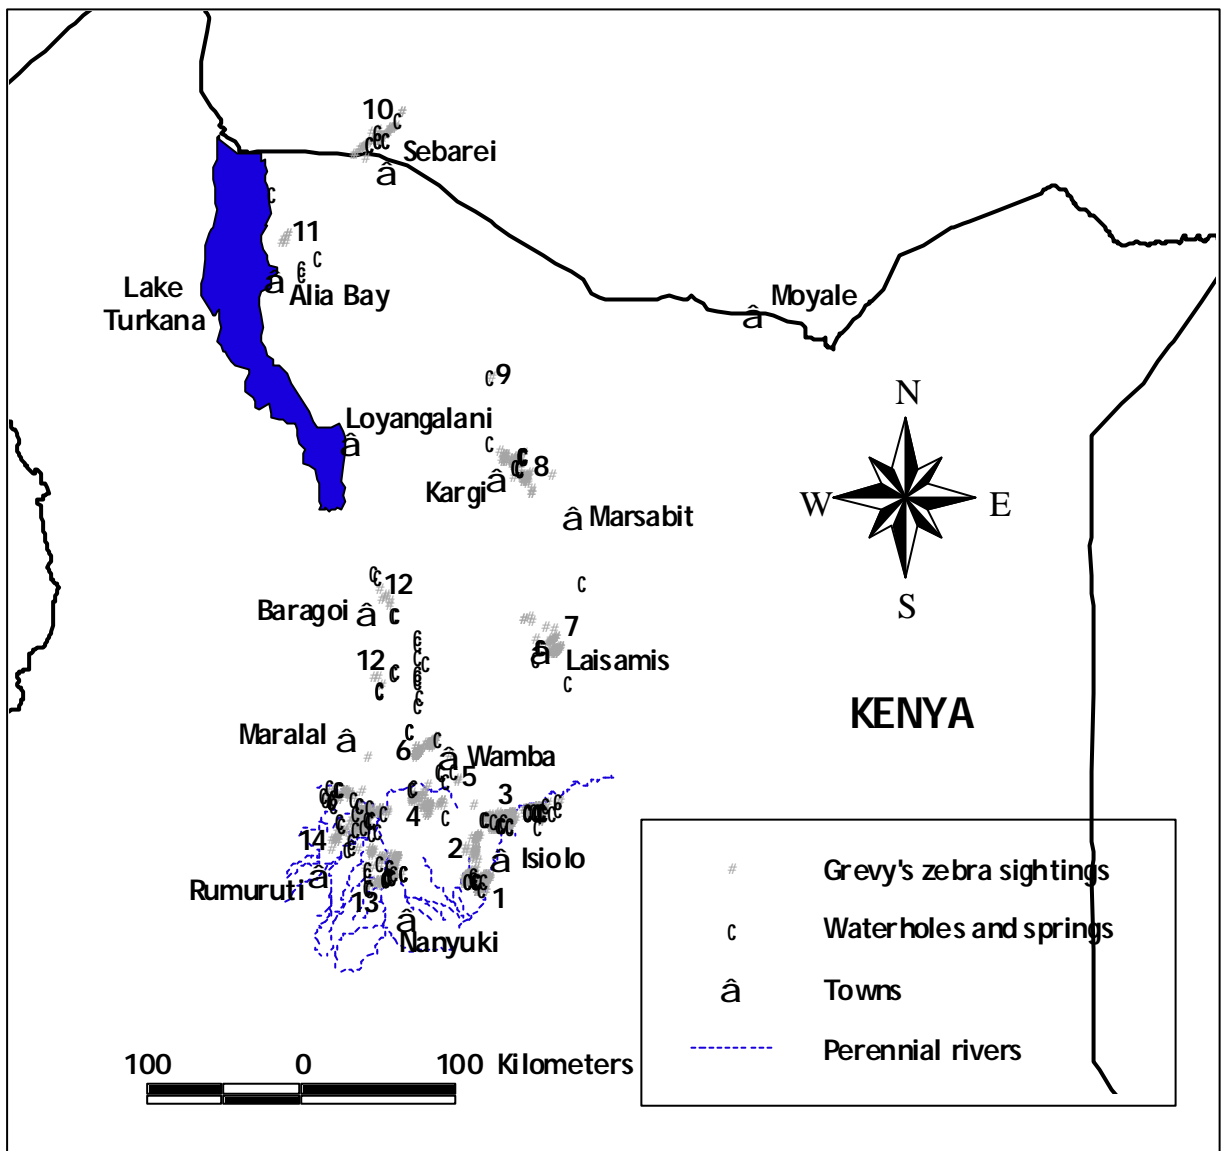 10
Sebarei
11
Lake
Turkana
Alia Bay
Moyale
9
N
Loyangalani
8
Kargi
W
E
Marsabit
S
12
Baragoi
7
12
Laisamis
KENYA
Maralal
6
Wamba
5
3
4
14
2
Isiolo
Rumuruti
1
13
Nanyuki
# Grevy's zebra sightings
c Waterholes and springs
â Towns
Perennial rivers
100 0 100 Kilometers